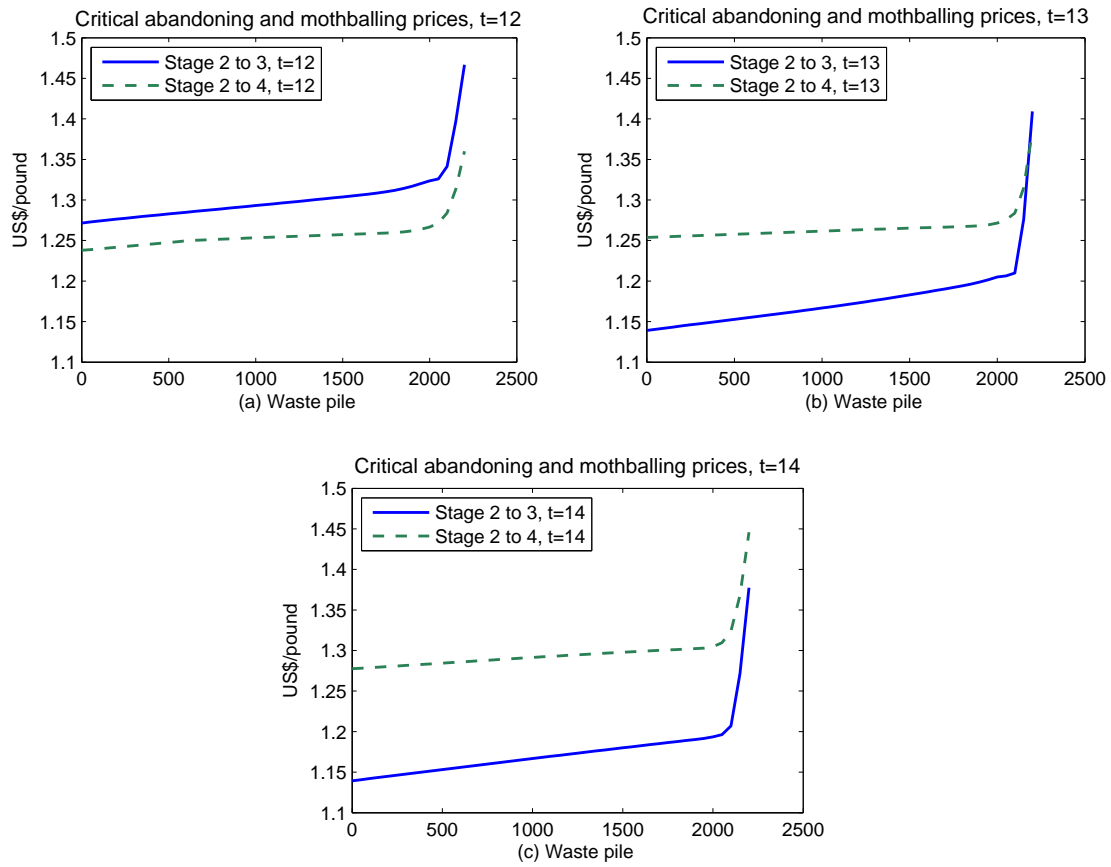 Critical abandoning and mothballing prices, t=12
1.5
1.45
1.4
1.35
1.3
1.25
1.2
1.15
1.1
US$/pound
Stage 2 to 3, t=12
Stage 2 to 4, t=12
0 500 1000 1500 2000 2500
(a) Waste pile
Critical abandoning and mothballing prices, t=13
1.5
1.45
1.4
1.35
1.3
1.25
1.2
1.15
1.1
US$/pound
Stage 2 to 3, t=13
Stage 2 to 4, t=13
0 500 1000 1500 2000 2500
(b) Waste pile
Critical abandoning and mothballing prices, t=14
1.5
1.45
1.4
1.35
1.3
1.25
1.2
1.15
1.1
US$/pound
Stage 2 to 3, t=14
Stage 2 to 4, t=14
0 500 1000 1500 2000 2500
(c) Waste pile